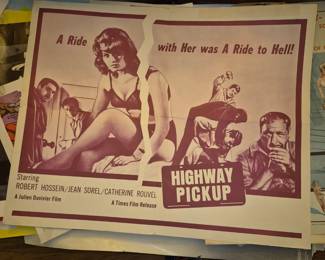 A Ride with Her was A Ride to Hell!
HIGHWAY
PICKUP
Starring
ROBERT HOSSEIN/JEAN SOREL/CATHERINE ROUVEL
A Julien Duvivier Film
A Times Film Release